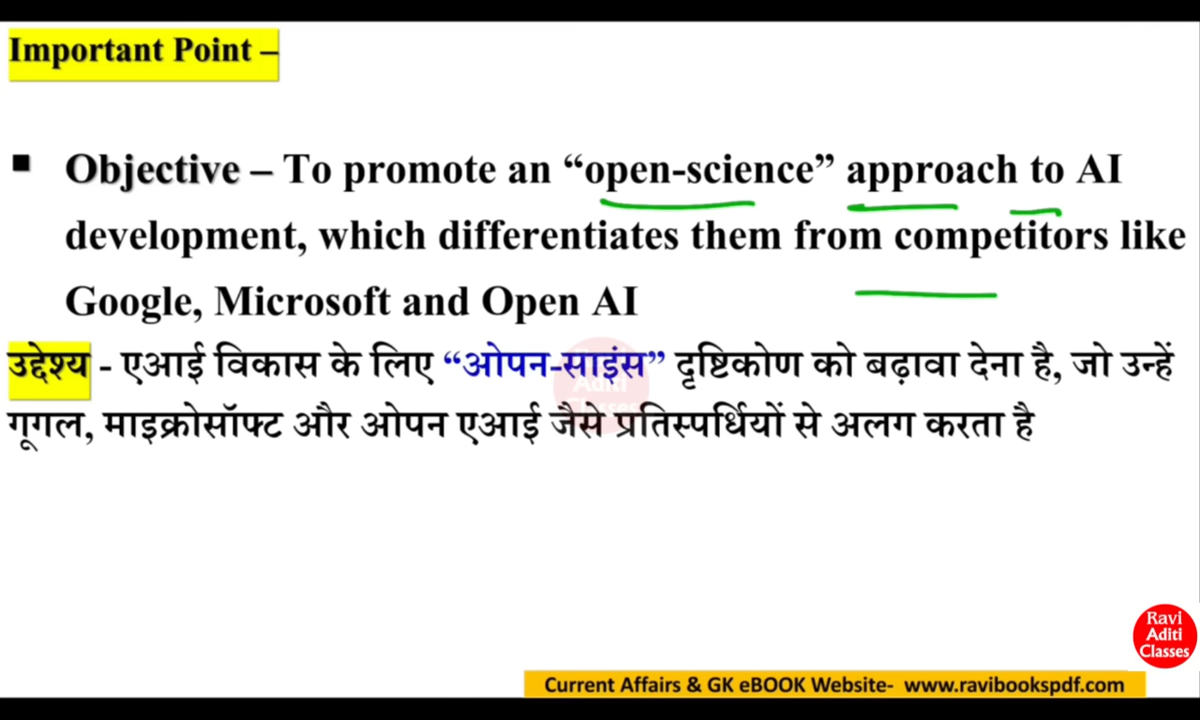 Important Point –
▪ Objective – To promote an “open-science” approach to AI
development, which differentiates them from competitors like
Google, Microsoft and Open AI
उद्देश्य - एआई विकास के लिए “ओपन-साइंस” दृष्टिकोण को बढ़ावा देना है, जो उन्हें
गूगल, माइक्रोसॉफ्ट और ओपन एआई जैसे प्रतिस्पर्धियों से अलग करता है
Ravi
Aditi
Classes
Current Affairs & GK eBOOK Website- www.ravibookspdf.com